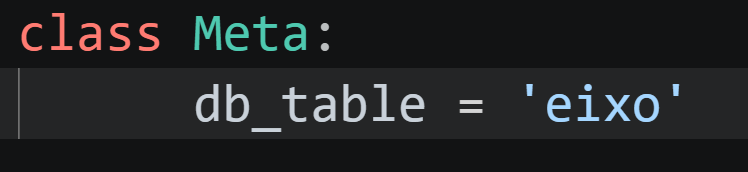 class Meta:
      db_table = 'eixo'